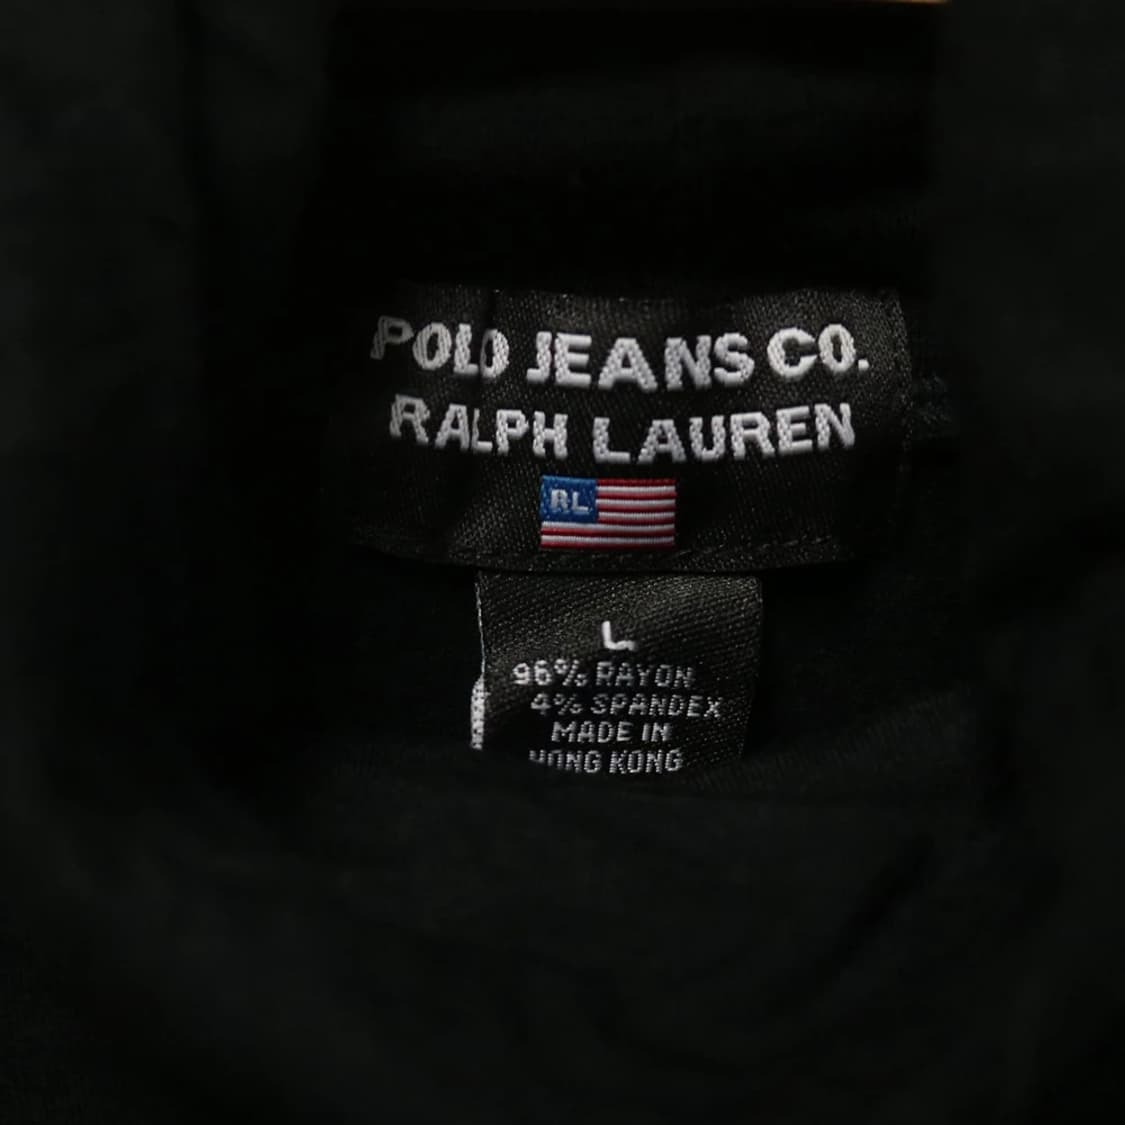 POLO JEANS CO.
RALPH LAUREN
RL
L
96% RAYON
4% SPANDEX
MADE IN
HONG KONG